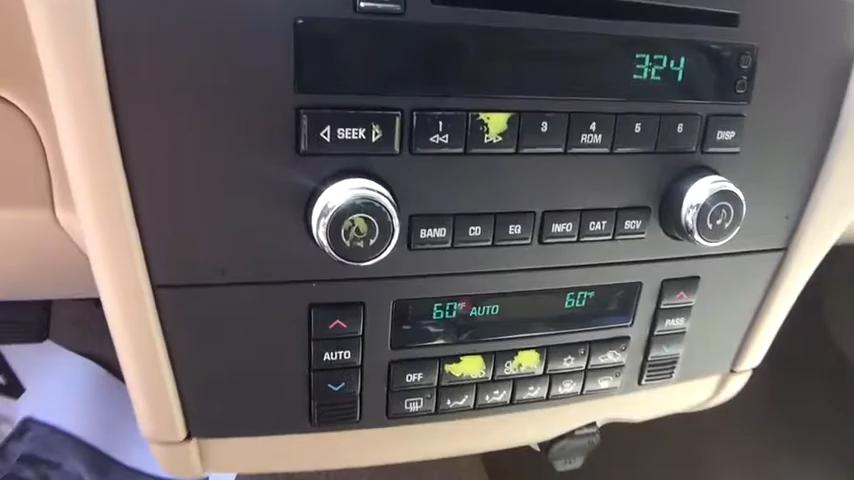 3:24
SEEK 1 3 4 5 6 DISP
RDM
BAND CD EQ INFO CAT SCV
60°F AUTO 60°F
AUTO PASS
OFF